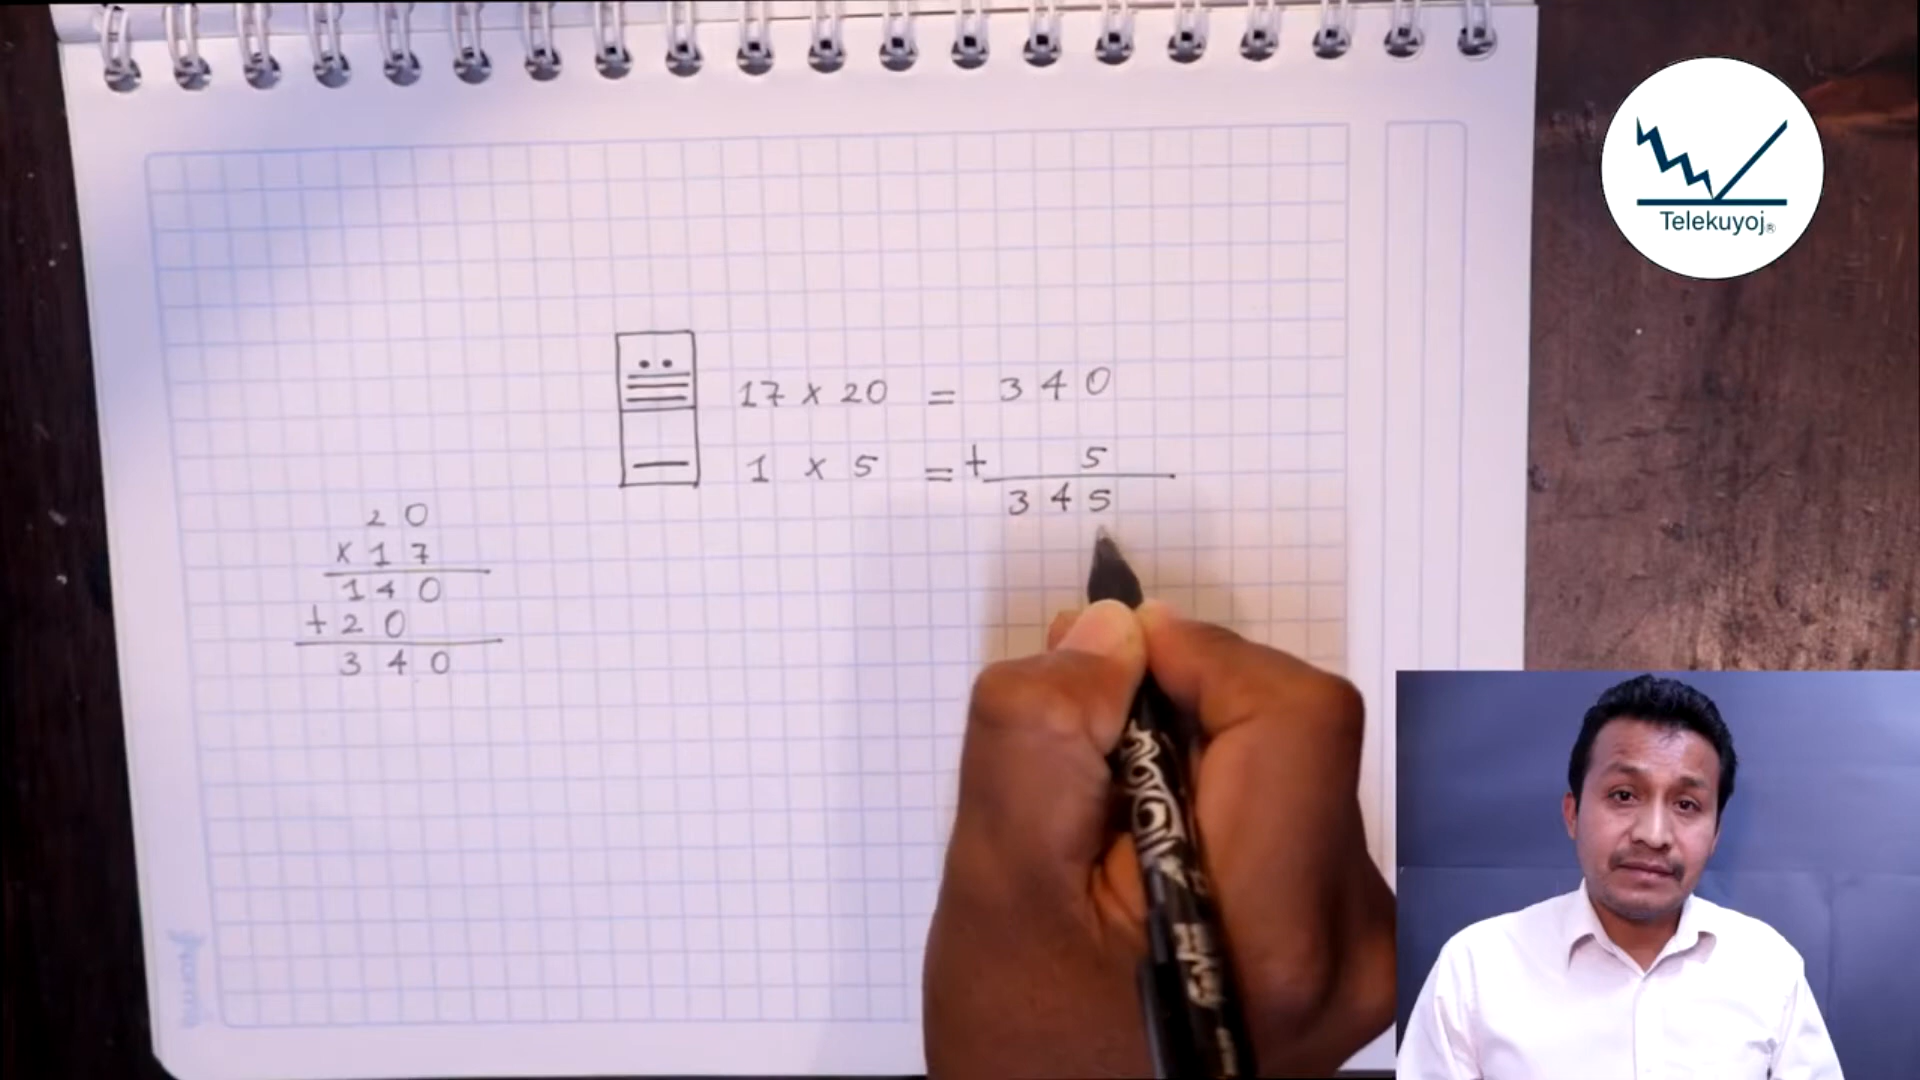 17 x 20 = 340
1 x 5 = + 5
345
20
x 17
140
+ 20
340
Telekuyoj®